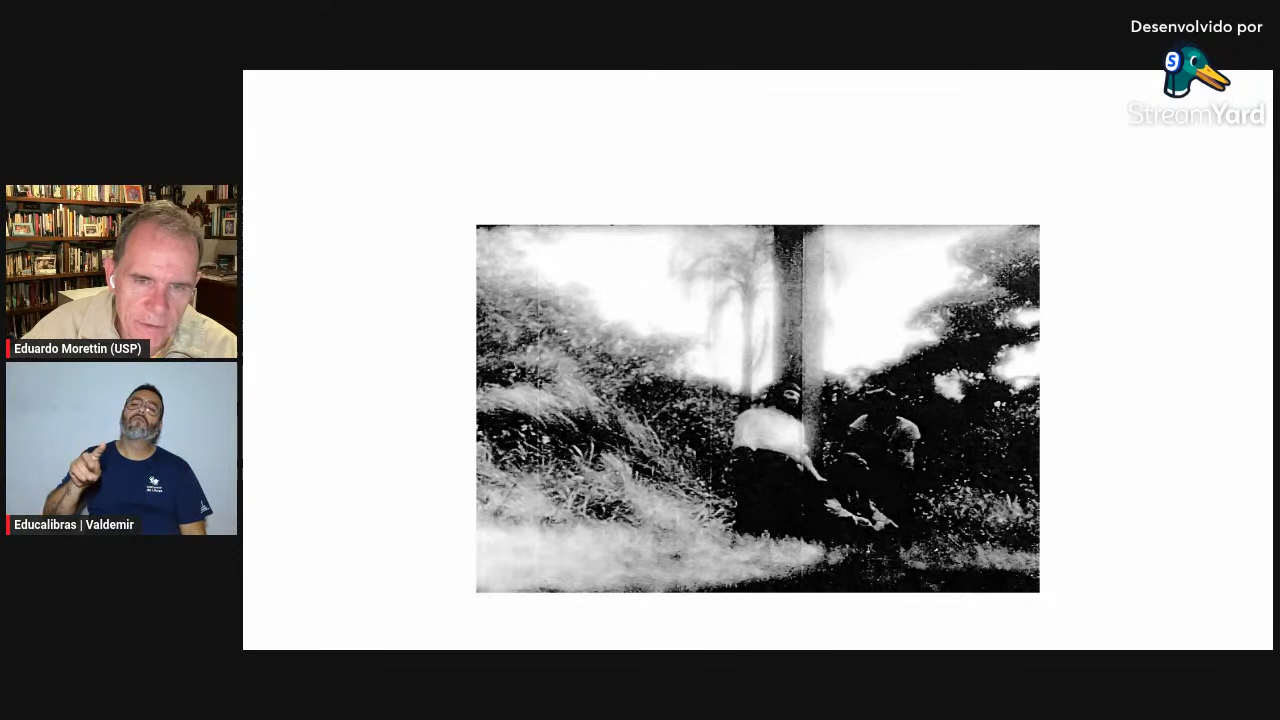 Desenvolvido por
S
StreamYard
Eduardo Morettin (USP)
Educalibras | Valdemir